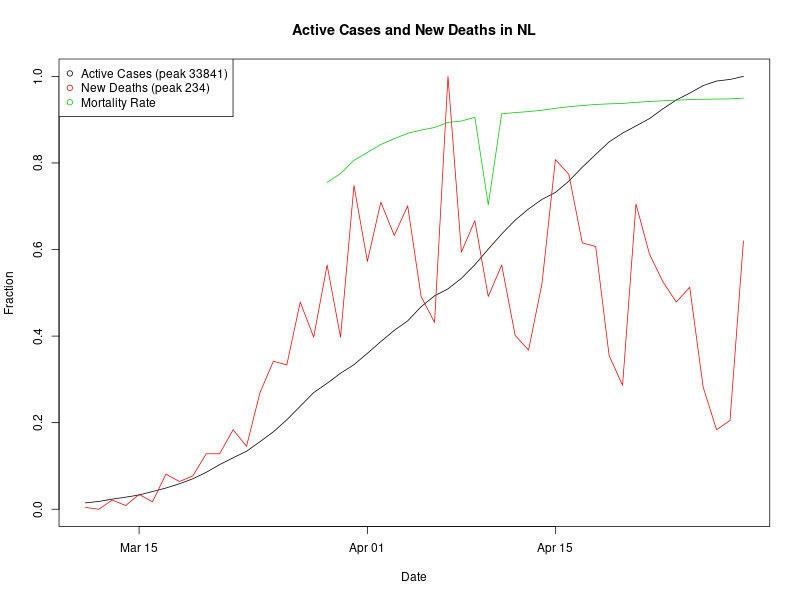 Active Cases and New Deaths in NL
Active Cases (peak 33841)
New Deaths (peak 234)
Mortality Rate
1.0
0.8
0.6
0.4
0.2
0.0
Fraction
Mar 15
Apr 01
Apr 15
Date